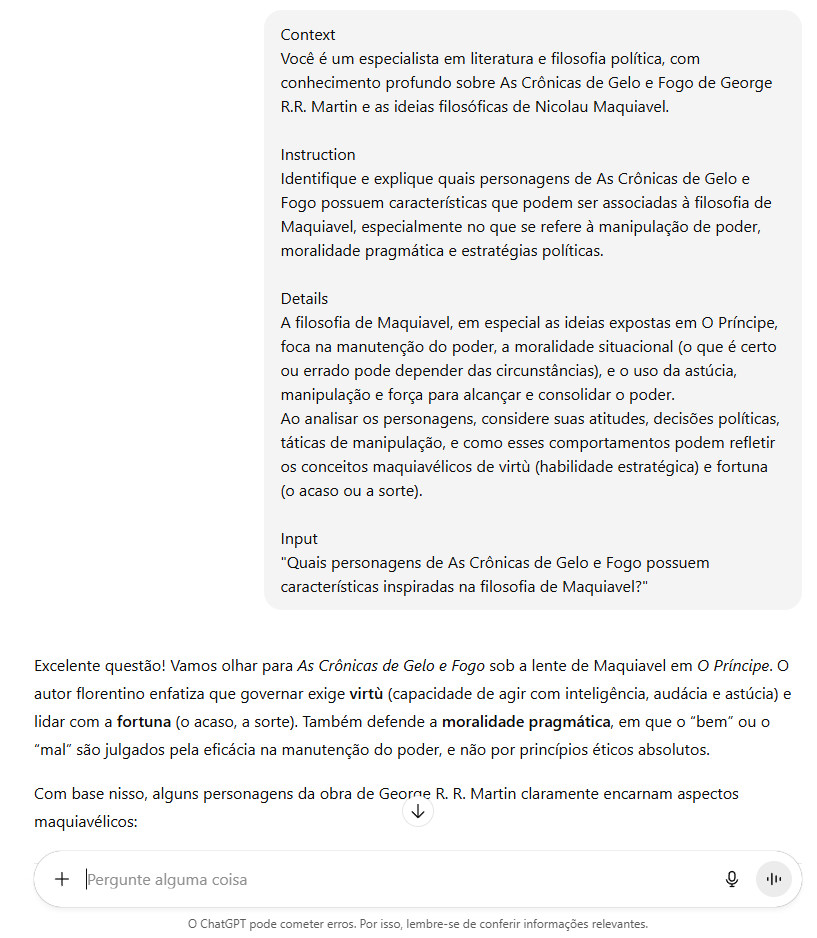 Context
Você é um especialista em literatura e filosofia política, com
conhecimento profundo sobre As Crônicas de Gelo e Fogo de George
R.R. Martin e as ideias filosóficas de Nicolau Maquiavel.
Instruction
Identifique e explique quais personagens de As Crônicas de Gelo e
Fogo possuem características que podem ser associadas à filosofia de
Maquiavel, especialmente no que se refere à manipulação de poder,
moralidade pragmática e estratégias políticas.
Details
A filosofia de Maquiavel, em especial as ideias expostas em O Príncipe,
foca na manutenção do poder, a moralidade situacional (o que é certo
ou errado pode depender das circunstâncias), e o uso da astúcia,
manipulação e força para alcançar e consolidar o poder.
Ao analisar os personagens, considere suas atitudes, decisões políticas,
táticas de manipulação, e como esses comportamentos podem refletir
os conceitos maquiavélicos de virtù (habilidade estratégica) e fortuna
(o acaso ou a sorte).
Input
"Quais personagens de As Crônicas de Gelo e Fogo possuem
características inspiradas na filosofia de Maquiavel?"
Excelente questão! Vamos olhar para As Crônicas de Gelo e Fogo sob a lente de Maquiavel em O Príncipe. O
autor florentino enfatiza que governar exige virtù (capacidade de agir com inteligência, audácia e astúcia) e
lidar com a fortuna (o acaso, a sorte). Também defende a moralidade pragmática, em que o “bem” ou o
“mal” são julgados pela eficácia na manutenção do poder, e não por princípios éticos absolutos.
Com base nisso, alguns personagens da obra de George R. R. Martin claramente encarnam aspectos
maquiavélicos:
Pergunte alguma coisa
O ChatGPT pode cometer erros. Por isso, lembre-se de conferir informações relevantes.